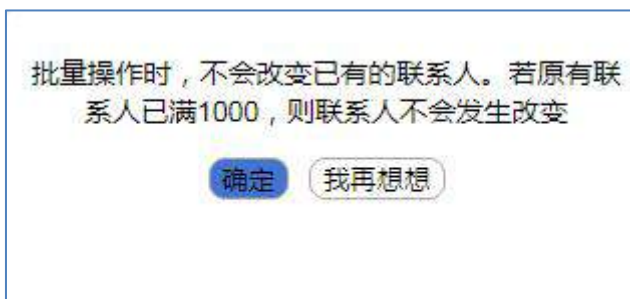 批量操作时，不会改变已有的联系人。若原有联
系人已满1000，则联系人不会发生改变
确定 我再想想